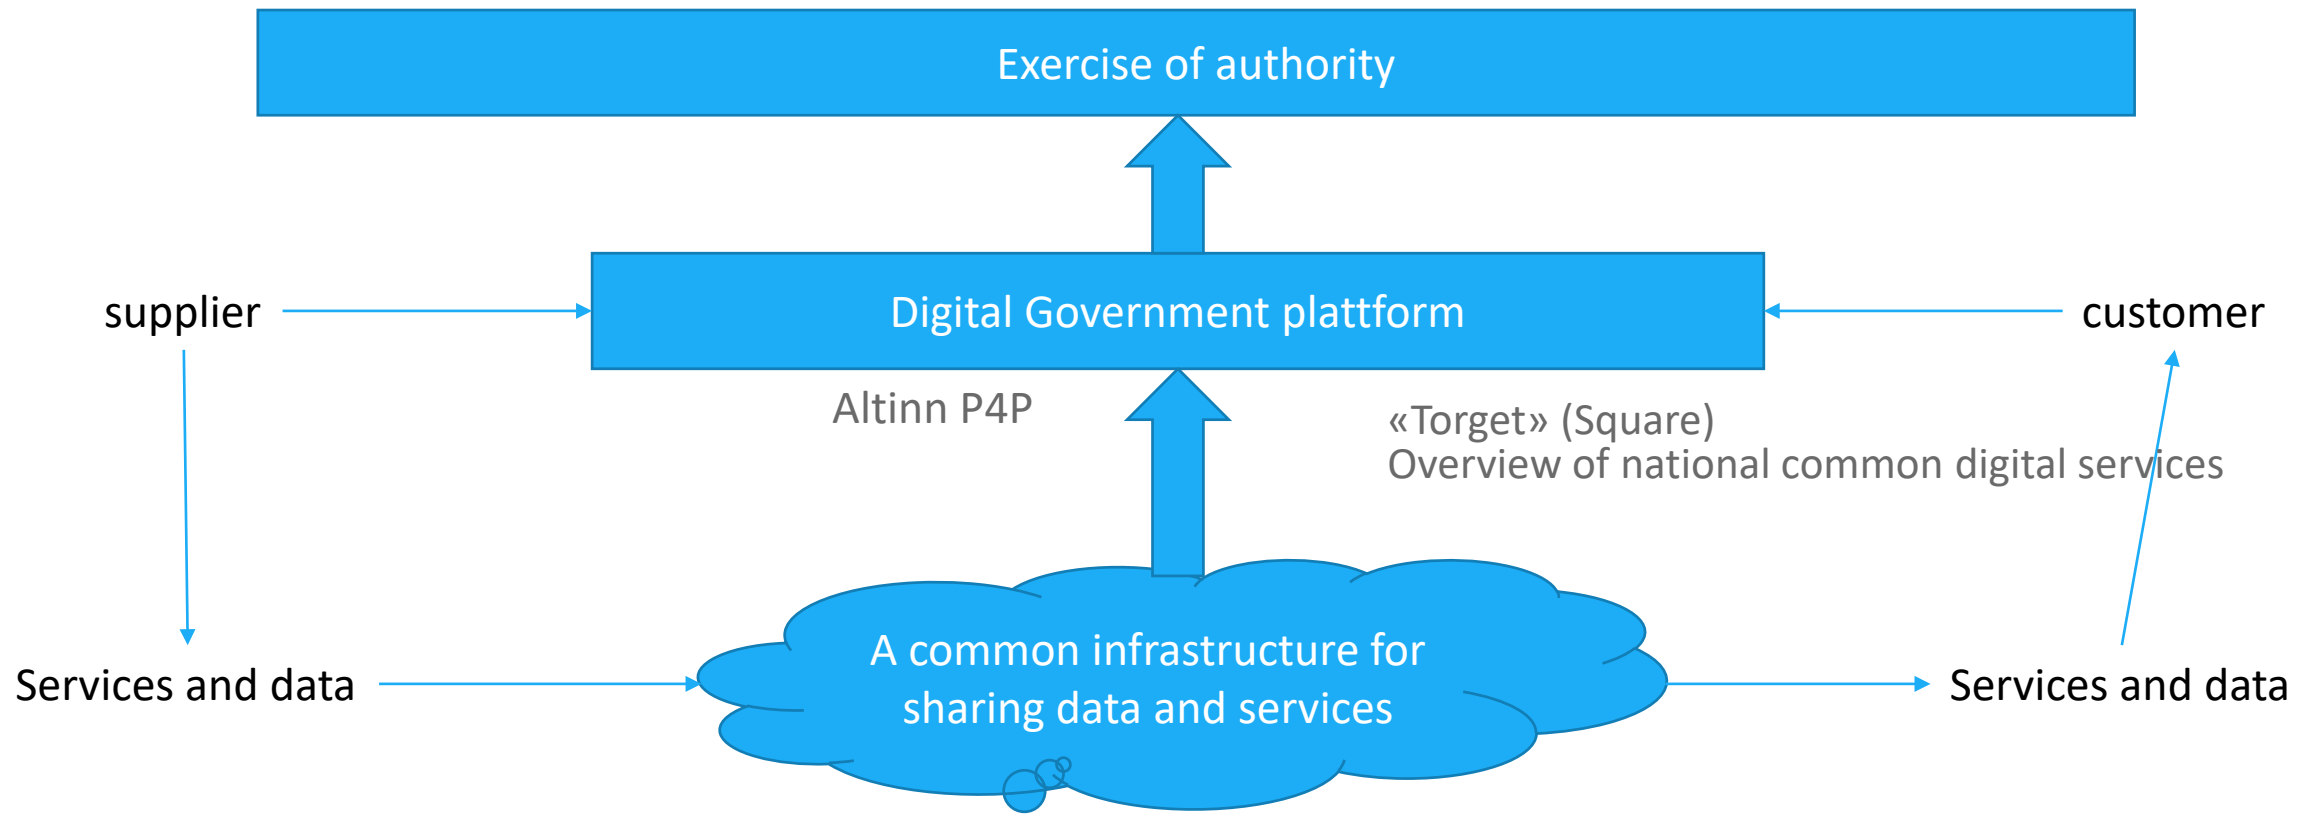 Exercise of authority
supplier
Digital Government plattform
customer
Altinn P4P
«Torget» (Square)
Overview of national common digital services
A common infrastructure for
sharing data and services
Services and data
Services and data